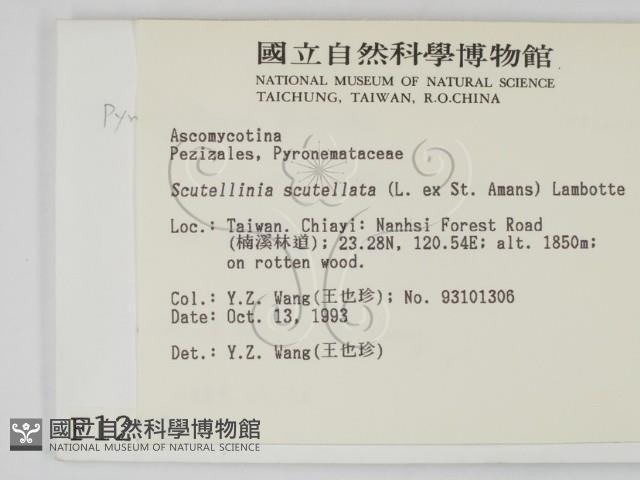 國立自然科學博物館
NATIONAL MUSEUM OF NATURAL SCIENCE
TAICHUNG, TAIWAN, R.O.CHINA
Pyr
Ascomycotina
Pezizales, Pyronemataceae
Scutellinia scutellata (L. ex St. Amans) Lambotte
Loc.: Taiwan. Chiayi: Nanhsi Forest Road
(楠溪林道); 23.28N, 120.54E; alt. 1850m;
on rotten wood.
Col.: Y.Z. Wang(王也珍); No. 93101306
Date: Oct. 13, 1993
Det.: Y.Z. Wang(王也珍)
F12
國立自然科學博物館
NATIONAL MUSEUM OF NATURAL SCIENCE